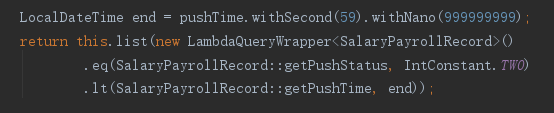 LocalDateTime end = pushTime.withSecond(59).withNano(999999999);
return this.list(new LambdaQueryWrapper<SalaryPayrollRecord>()
.eq(SalaryPayrollRecord::getPushStatus, IntConstant.TWO)
.lt(SalaryPayrollRecord::getPushTime, end));